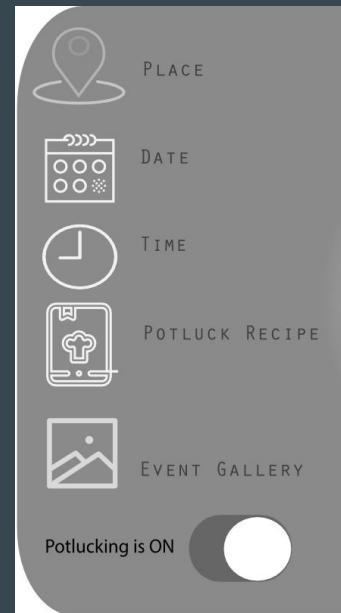 Place
Date
Time
Potluck Recipe
Event Gallery
Potlucking is ON